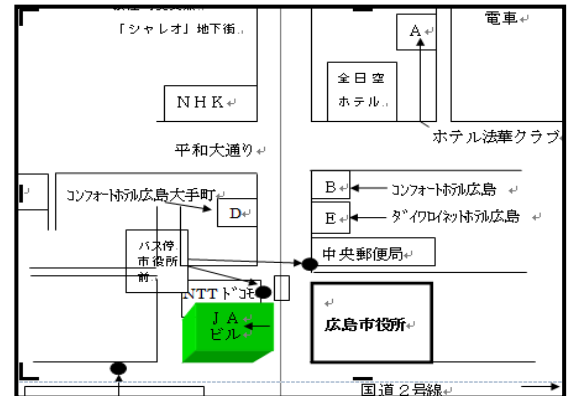 「シャレオ」地下街
電車
A
全日空
ホテル
NHK
ホテル法華クラブ
平和大通り
コンフォートホテル広島大手町
D
B
コンフォートホテル広島
E
ダイワロイネットホテル広島
バス停
市役所
前
中央郵便局
NTTドコモ
JA
ビル
広島市役所
国道2号線